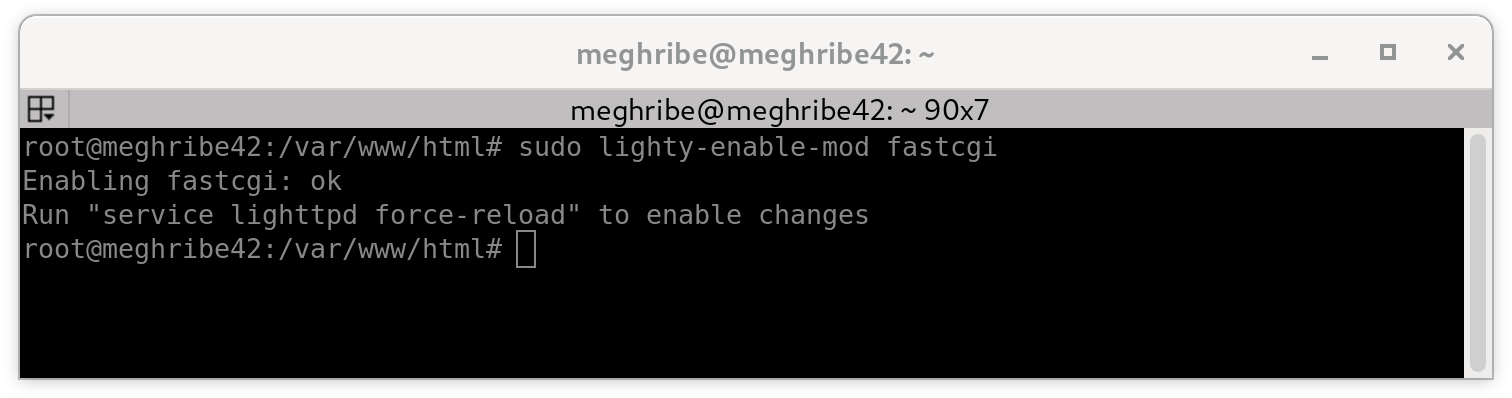 meghribe@meghribe42: ~
meghribe@meghribe42: ~ 90x7
root@meghribe42:/var/www/html# sudo lighty-enable-mod fastcgi
Enabling fastcgi: ok
Run "service lighttpd force-reload" to enable changes
root@meghribe42:/var/www/html#